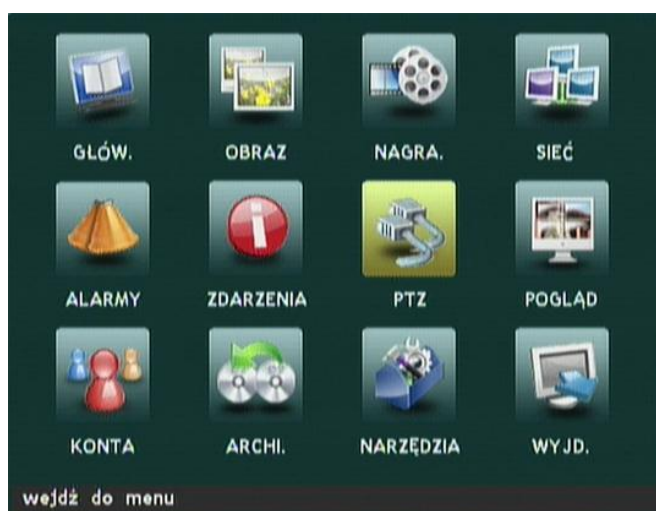 GŁÓW. OBRAZ NAGRA. SIEĆ
ALARMY ZDARZENIA PTZ POGLĄD
KONTA ARCHI. NARZĘDZIA WYJD.
wejdź do menu